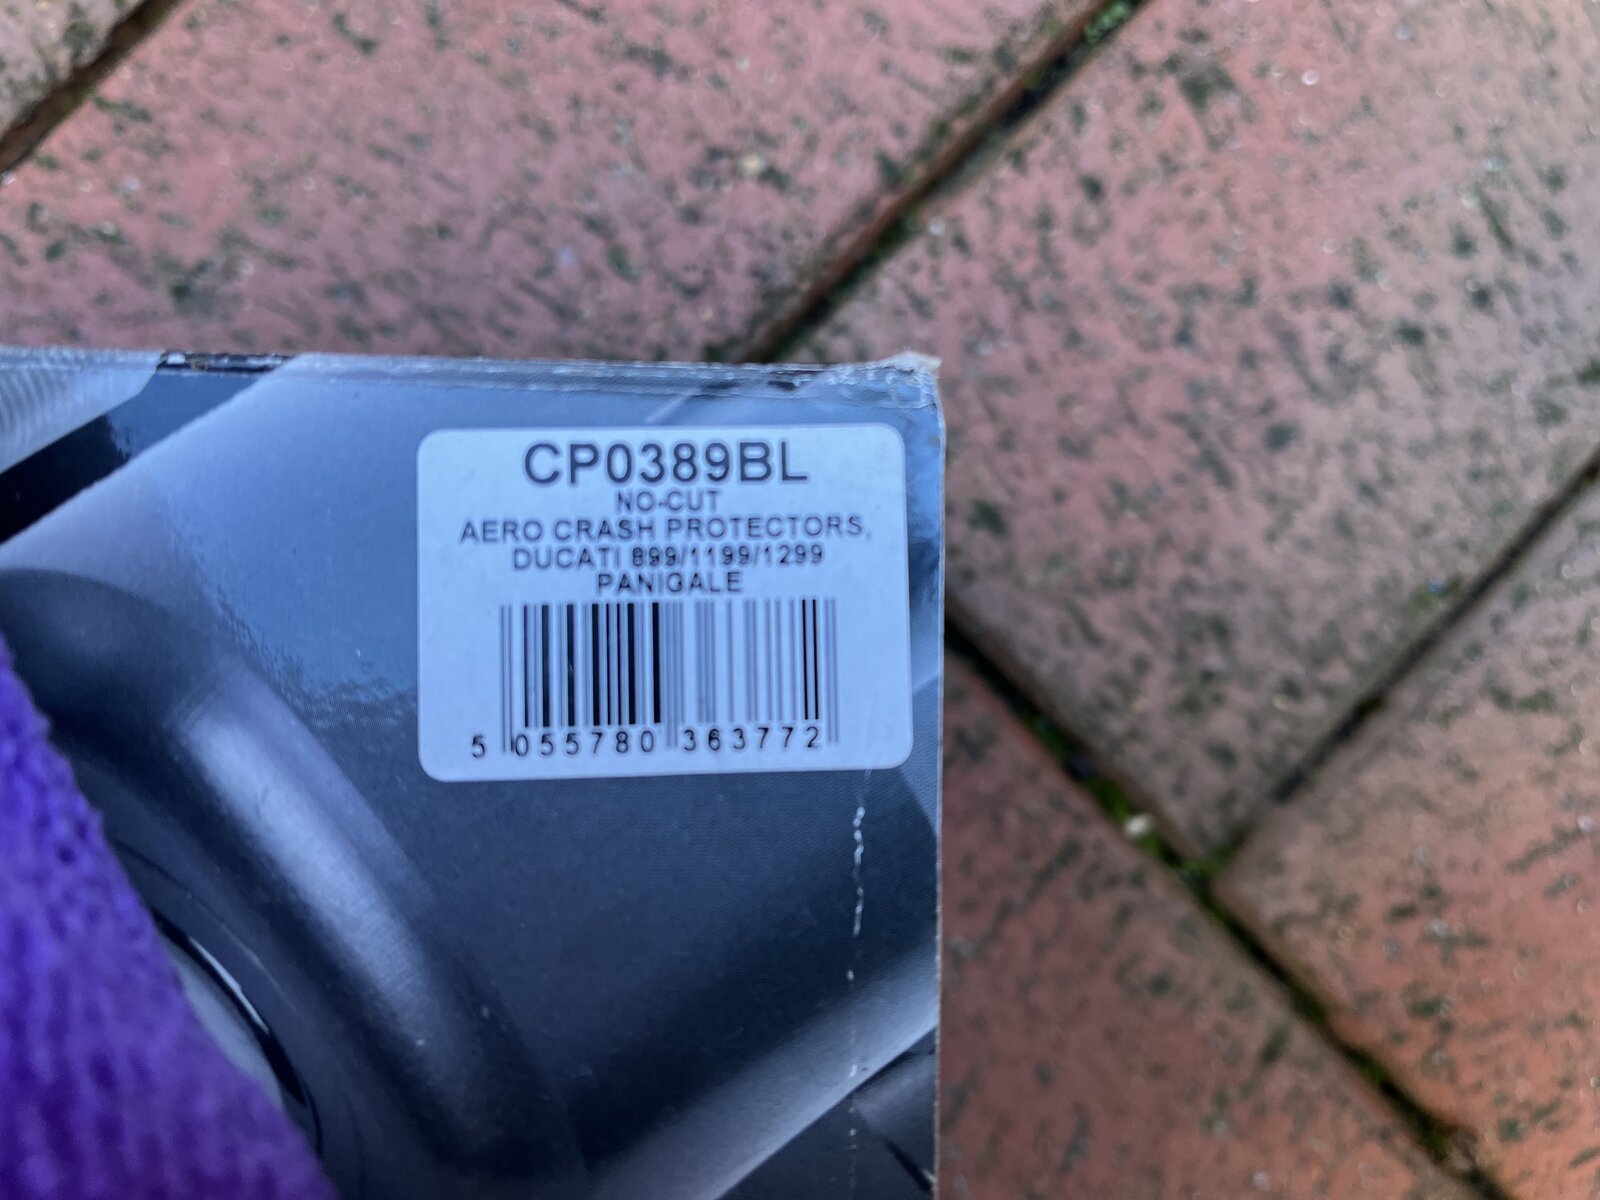 CP0389BL
NO-CUT
AERO CRASH PROTECTORS,
DUCATI 899/1199/1299
PANIGALE
5 055780 363772